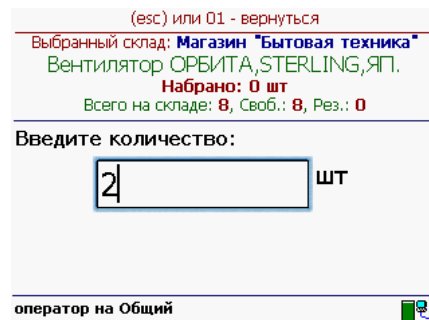 (esc) или 01 - вернуться
Выбранный склад: Магазин "Бытовая техника"
Вентилятор ОРБИТА,STERLING,ЯП.
Набрано: 0 шт
Всего на складе: 8, Своб.: 8, Рез.: 0
Введите количество:
2 шт
оператор на Общий